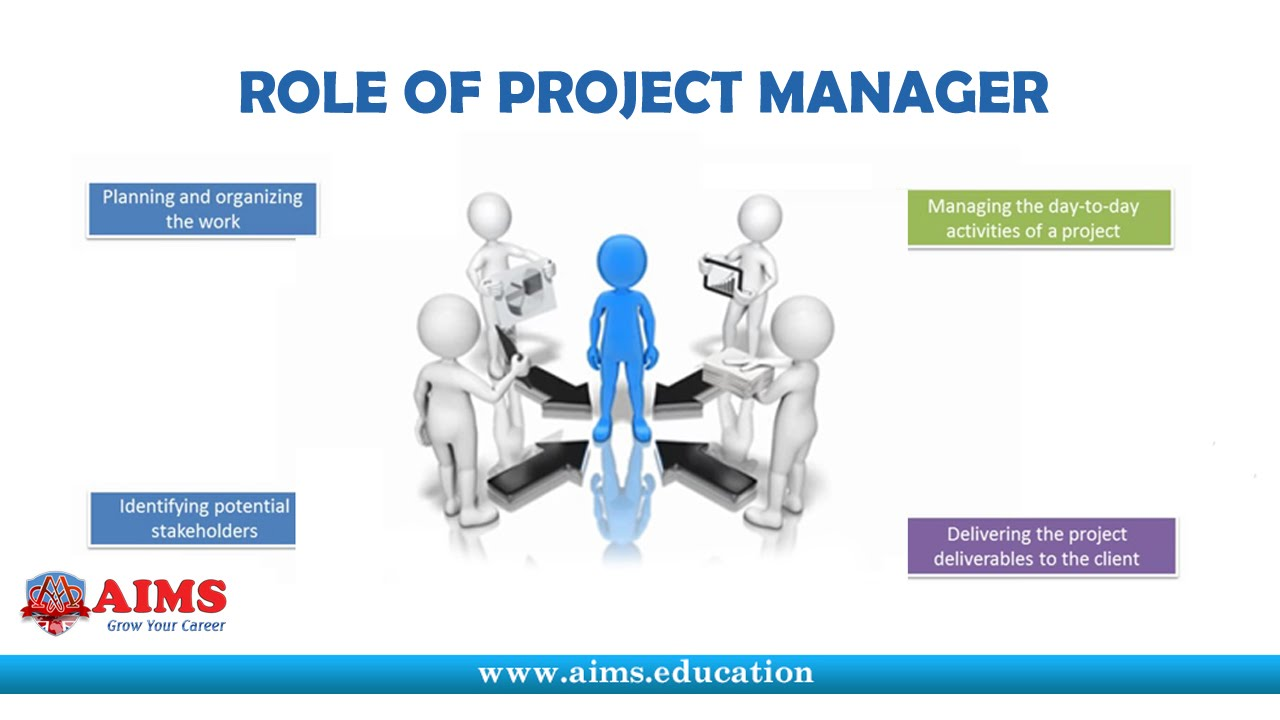 ROLE OF PROJECT MANAGER
Planning and organizing
the work
Managing the day-to-day
activities of a project
Identifying potential
stakeholders
Delivering the project
deliverables to the client
AIMS
Grow Your Career
www.aims.education